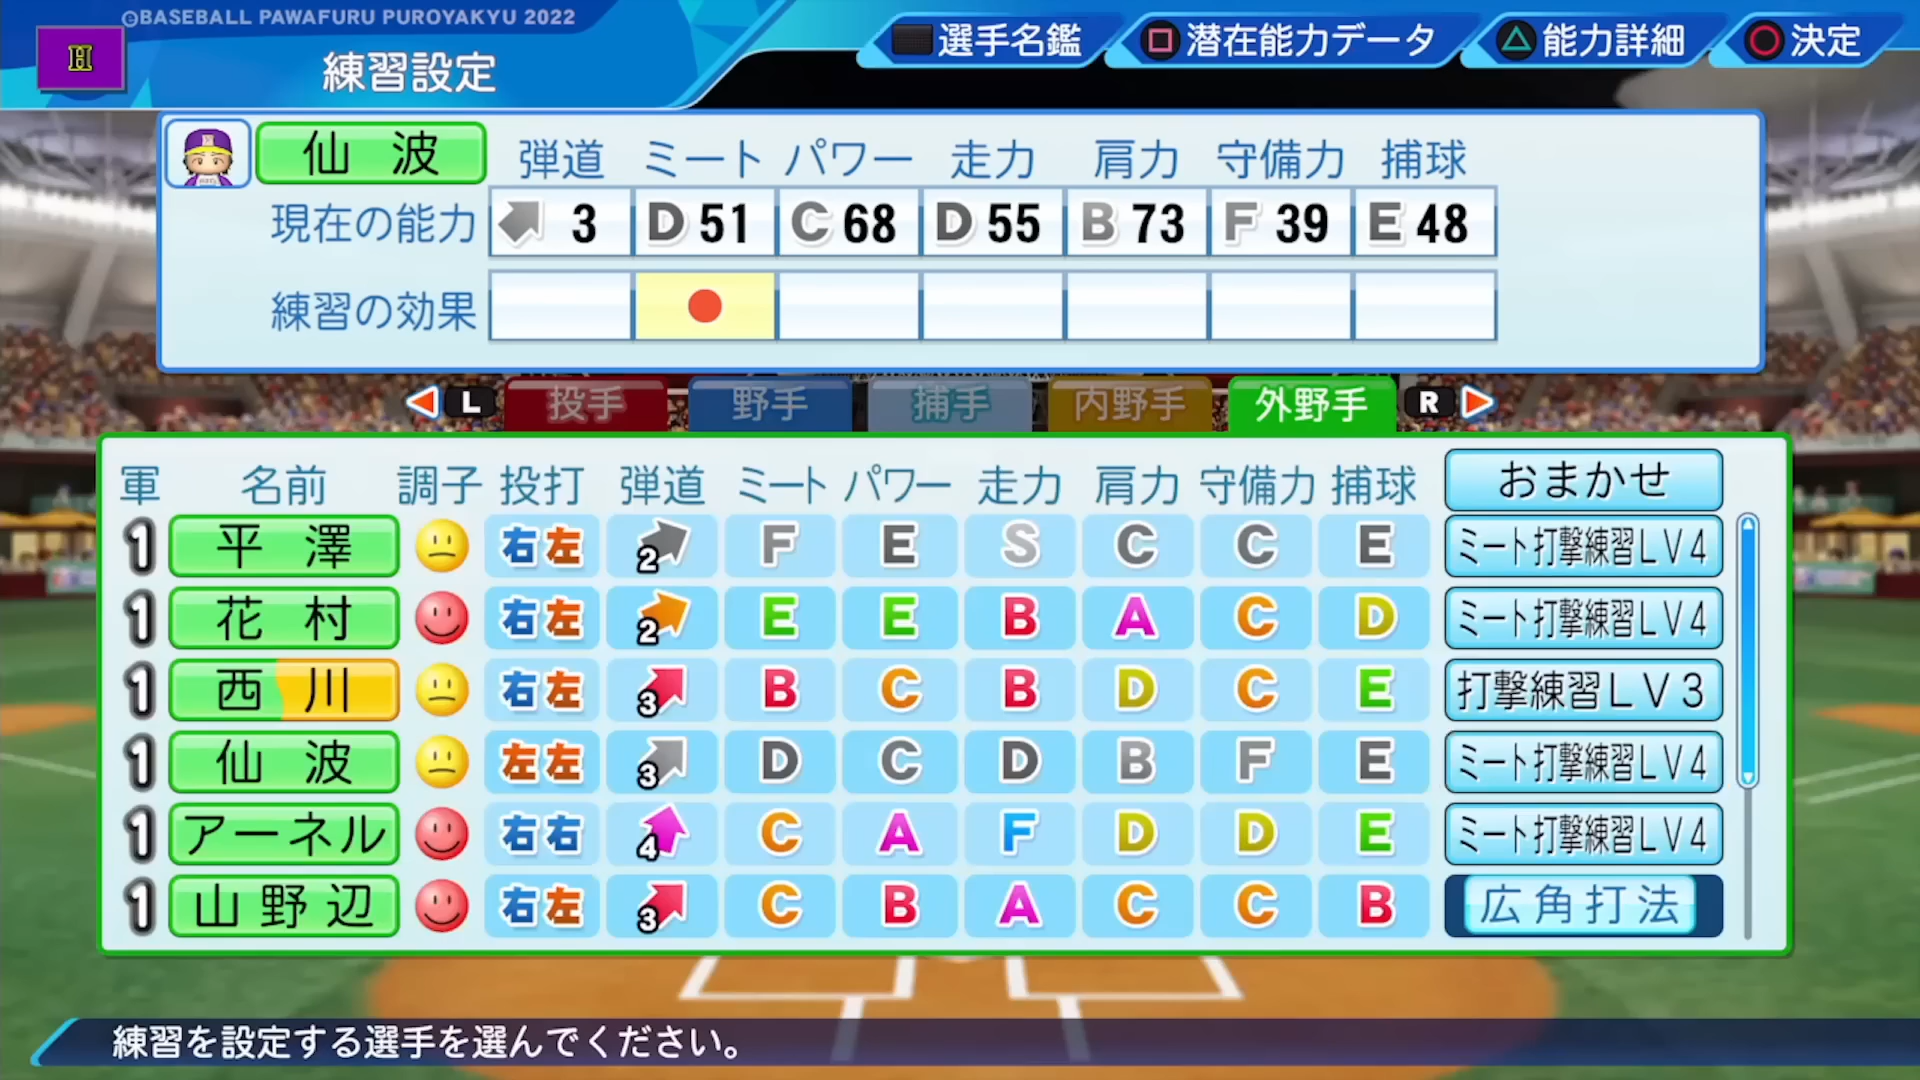 ©BASEBALL PAWAFURU PUROYAKYU 2022
H
練習設定
選手名鑑 潜在能力データ 能力詳細 決定
仙波 弾道 ミート パワー 走力 肩力 守備力 捕球
現在の能力 3 D 51 C 68 D 55 B 73 F 39 E 48
練習の効果
L 投手 野手 捕手 内野手 外野手 R
軍 名前 調子 投打 弾道 ミート パワー 走力 肩力 守備力 捕球 おまかせ
1 平澤 右左 2 F E S C C E ミート打撃練習LV4
1 花村 右左 2 E E B A C D ミート打撃練習LV4
1 西川 右左 3 B C B D C E 打撃練習LV3
1 仙波 左左 3 D C D B F E ミート打撃練習LV4
1 アーネル 右右 4 C A F D D E ミート打撃練習LV4
1 山野辺 右左 3 C B A C C B 広角打法
練習を設定する選手を選んでください。